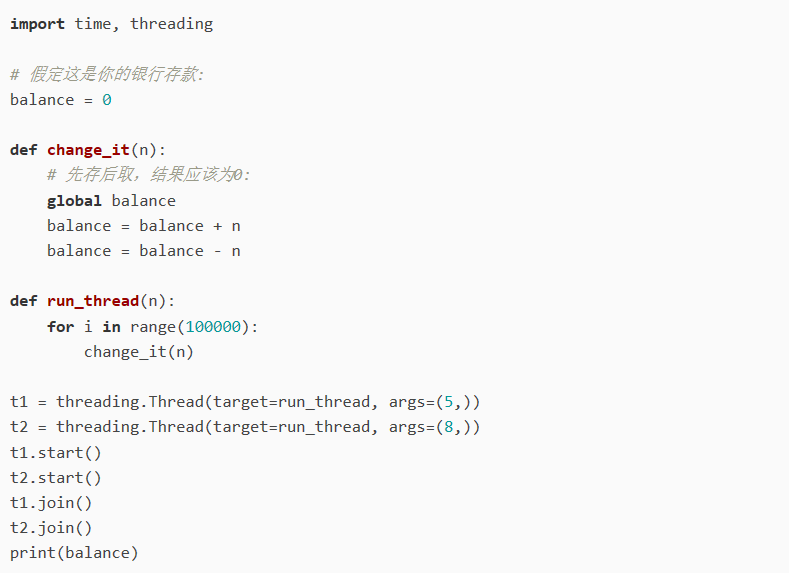 import time, threading
# 假定这是你的银行存款:
balance = 0
def change_it(n):
# 先存后取，结果应该为0:
global balance
balance = balance + n
balance = balance - n
def run_thread(n):
for i in range(100000):
change_it(n)
t1 = threading.Thread(target=run_thread, args=(5,))
t2 = threading.Thread(target=run_thread, args=(8,))
t1.start()
t2.start()
t1.join()
t2.join()
print(balance)